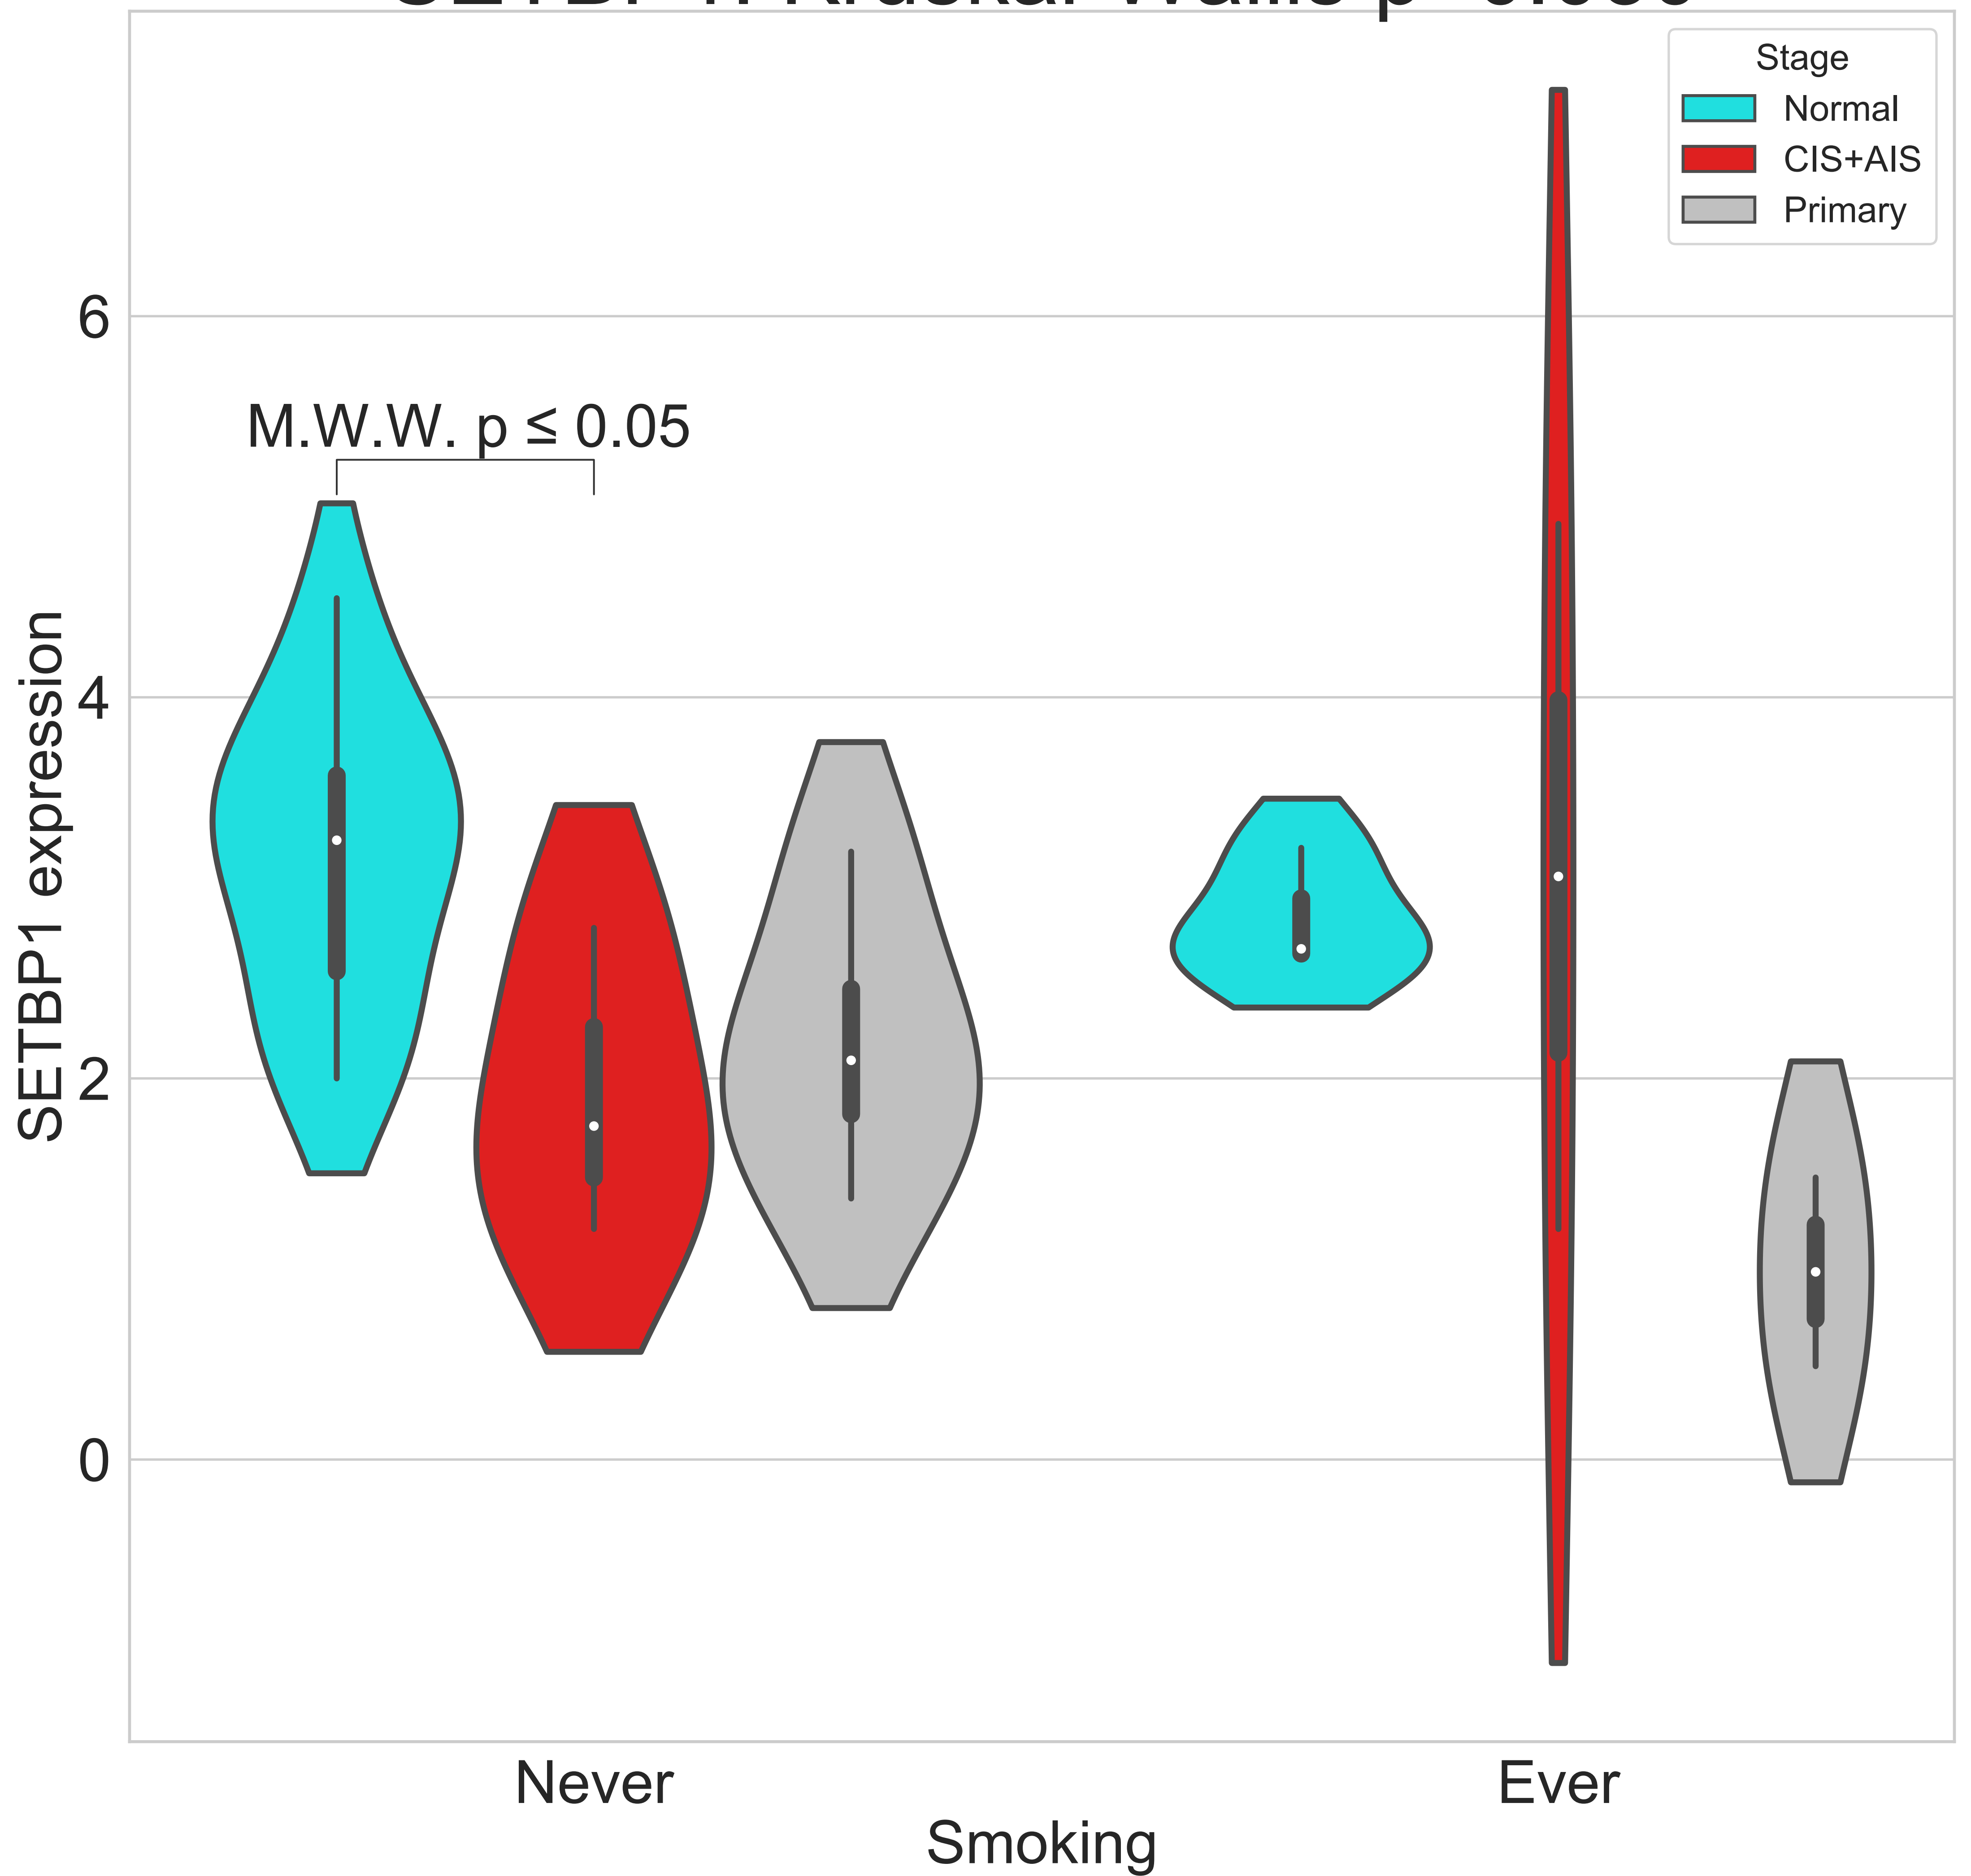 Stage
Normal
CIS+AIS
Primary
6
M.W.W. p ≤ 0.05
4
2
0
SETBP1 expression
Never
Ever
Smoking